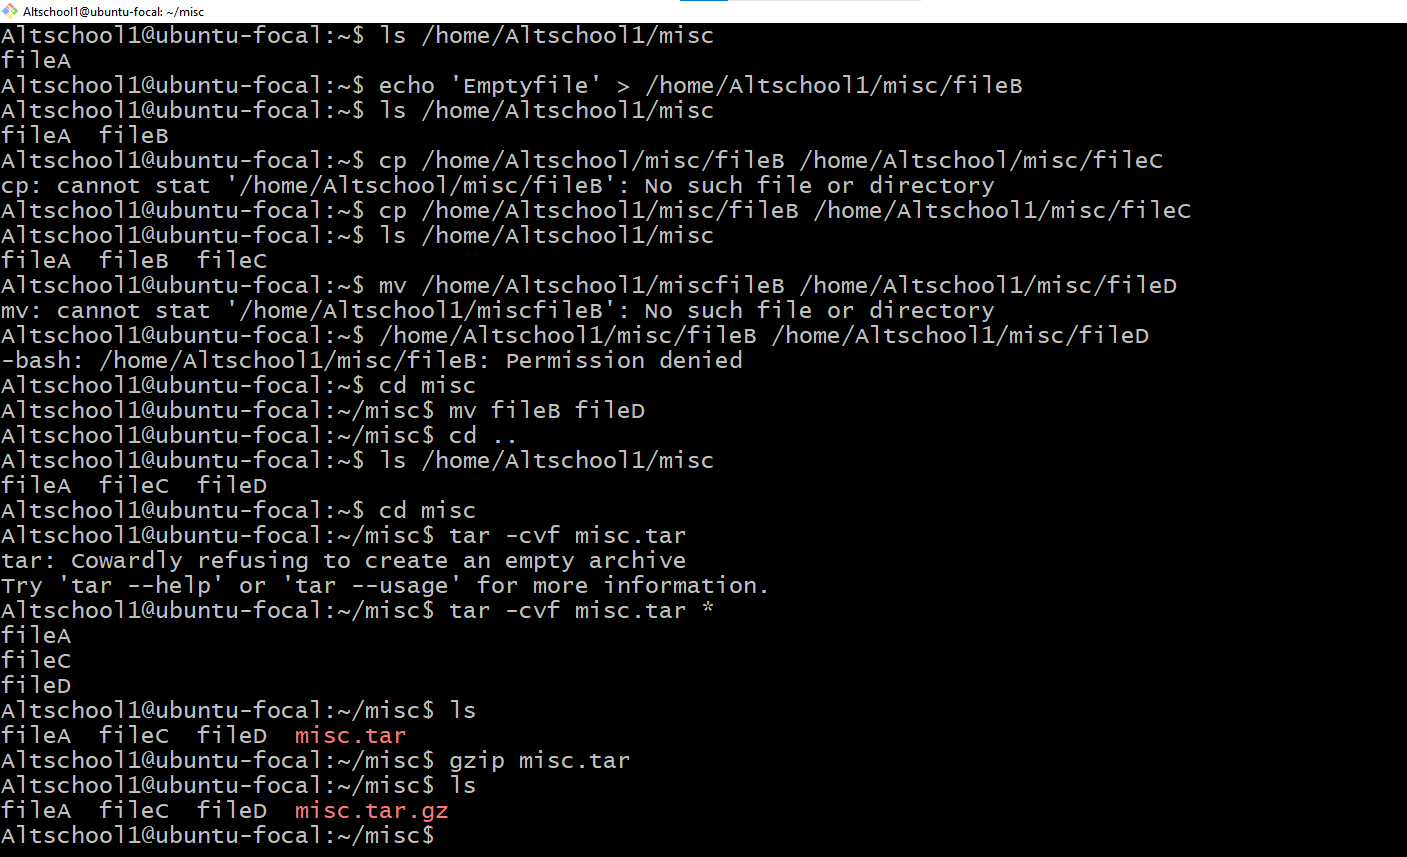 Altschool1@ubuntu-focal: ~/misc
Altschool1@ubuntu-focal:~$ ls /home/Altschool1/misc
fileA
Altschool1@ubuntu-focal:~$ echo 'Emptyfile' > /home/Altschool1/misc/fileB
Altschool1@ubuntu-focal:~$ ls /home/Altschool1/misc
fileA  fileB
Altschool1@ubuntu-focal:~$ cp /home/Altschool/misc/fileB /home/Altschool/misc/fileC
cp: cannot stat '/home/Altschool/misc/fileB': No such file or directory
Altschool1@ubuntu-focal:~$ cp /home/Altschool1/misc/fileB /home/Altschool1/misc/fileC
Altschool1@ubuntu-focal:~$ ls /home/Altschool1/misc
fileA  fileB  fileC
Altschool1@ubuntu-focal:~$ mv /home/Altschool1/miscfileB /home/Altschool1/misc/fileD
mv: cannot stat '/home/Altschool1/miscfileB': No such file or directory
Altschool1@ubuntu-focal:~$ /home/Altschool1/misc/fileB /home/Altschool1/misc/fileD
-bash: /home/Altschool1/misc/fileB: Permission denied
Altschool1@ubuntu-focal:~$ cd misc
Altschool1@ubuntu-focal:~/misc$ mv fileB fileD
Altschool1@ubuntu-focal:~/misc$ cd ..
Altschool1@ubuntu-focal:~$ ls /home/Altschool1/misc
fileA  fileC  fileD
Altschool1@ubuntu-focal:~$ cd misc
Altschool1@ubuntu-focal:~/misc$ tar -cvf misc.tar
tar: Cowardly refusing to create an empty archive
Try 'tar --help' or 'tar --usage' for more information.
Altschool1@ubuntu-focal:~/misc$ tar -cvf misc.tar *
fileA
fileC
fileD
Altschool1@ubuntu-focal:~/misc$ ls
fileA  fileC  fileD  misc.tar
Altschool1@ubuntu-focal:~/misc$ gzip misc.tar
Altschool1@ubuntu-focal:~/misc$ ls
fileA  fileC  fileD  misc.tar.gz
Altschool1@ubuntu-focal:~/misc$